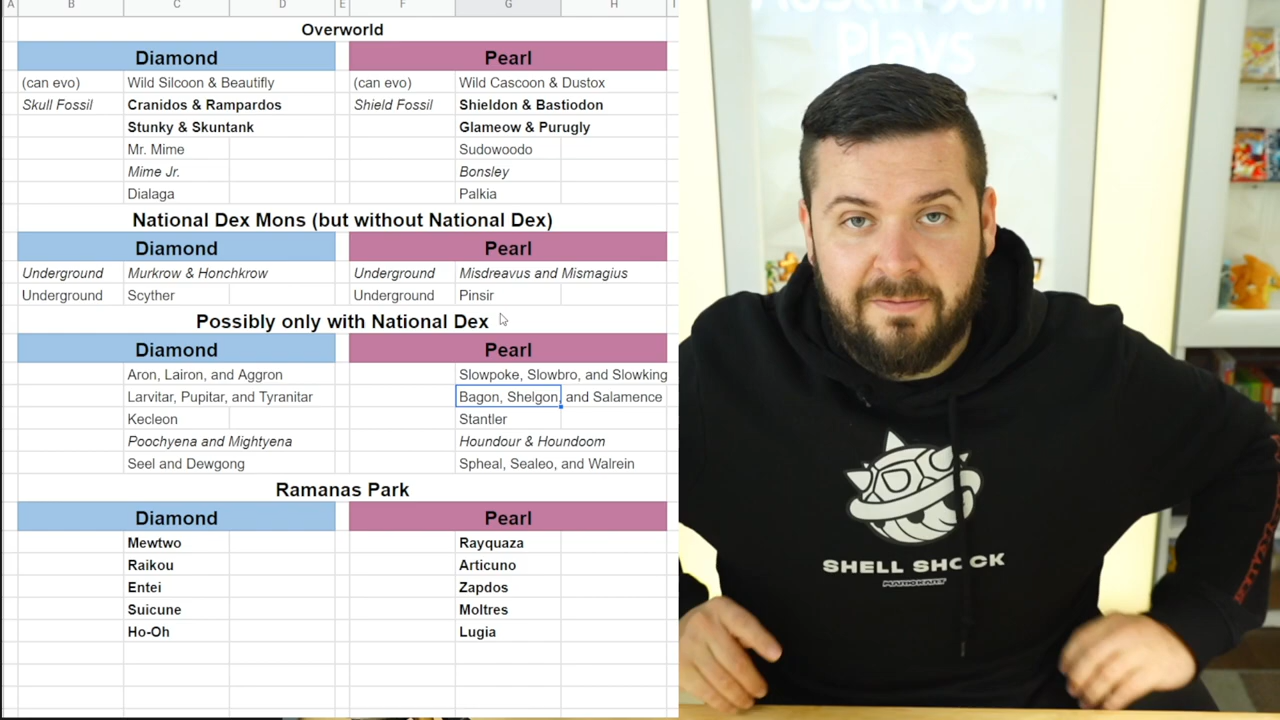 A B C D E F G H I
Overworld
Diamond Pearl
(can evo) Wild Silcoon & Beautifly (can evo) Wild Cascoon & Dustox
Skull Fossil Cranidos & Rampardos Shield Fossil Shieldon & Bastiodon
Stunky & Skuntank Glameow & Purugly
Mr. Mime Sudowoodo
Mime Jr. Bonsley
Dialaga Palkia
National Dex Mons (but without National Dex)
Diamond Pearl
Underground Murkrow & Honchkrow Underground Misdreavus and Mismagius
Underground Scyther Underground Pinsir
Possibly only with National Dex
Diamond Pearl
Aron, Lairon, and Aggron Slowpoke, Slowbro, and Slowking
Larvitar, Pupitar, and Tyranitar Bagon, Shelgon, and Salamence
Kecleon Stantler
Poochyena and Mightyena Houndour & Houndoom
Seel and Dewgong Spheal, Sealeo, and Walrein
Ramanas Park
Diamond Pearl
Mewtwo Rayquaza
Raikou Articuno
Entei Zapdos
Suicune Moltres
Ho-Oh Lugia
Austin John
Plays
SHELL SHOCK
MARIO KART